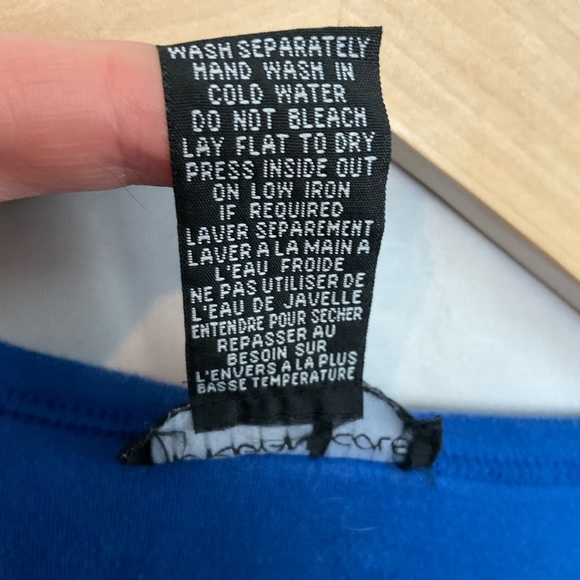 WASH SEPARATELY
HAND WASH IN
COLD WATER
DO NOT BLEACH
LAY FLAT TO DRY
PRESS INSIDE OUT
ON LOW IRON
IF REQUIRED
LAVER SEPAREMENT
LAVER A LA MAIN A
L'EAU FROIDE
NE PAS UTILISER DE
L'EAU DE JAVELLE
ENTENDRE POUR SECHER
REPASSER AU
BESOIN SUR
L'ENVERS A LA PLUS
BASSE TEMPERATURE